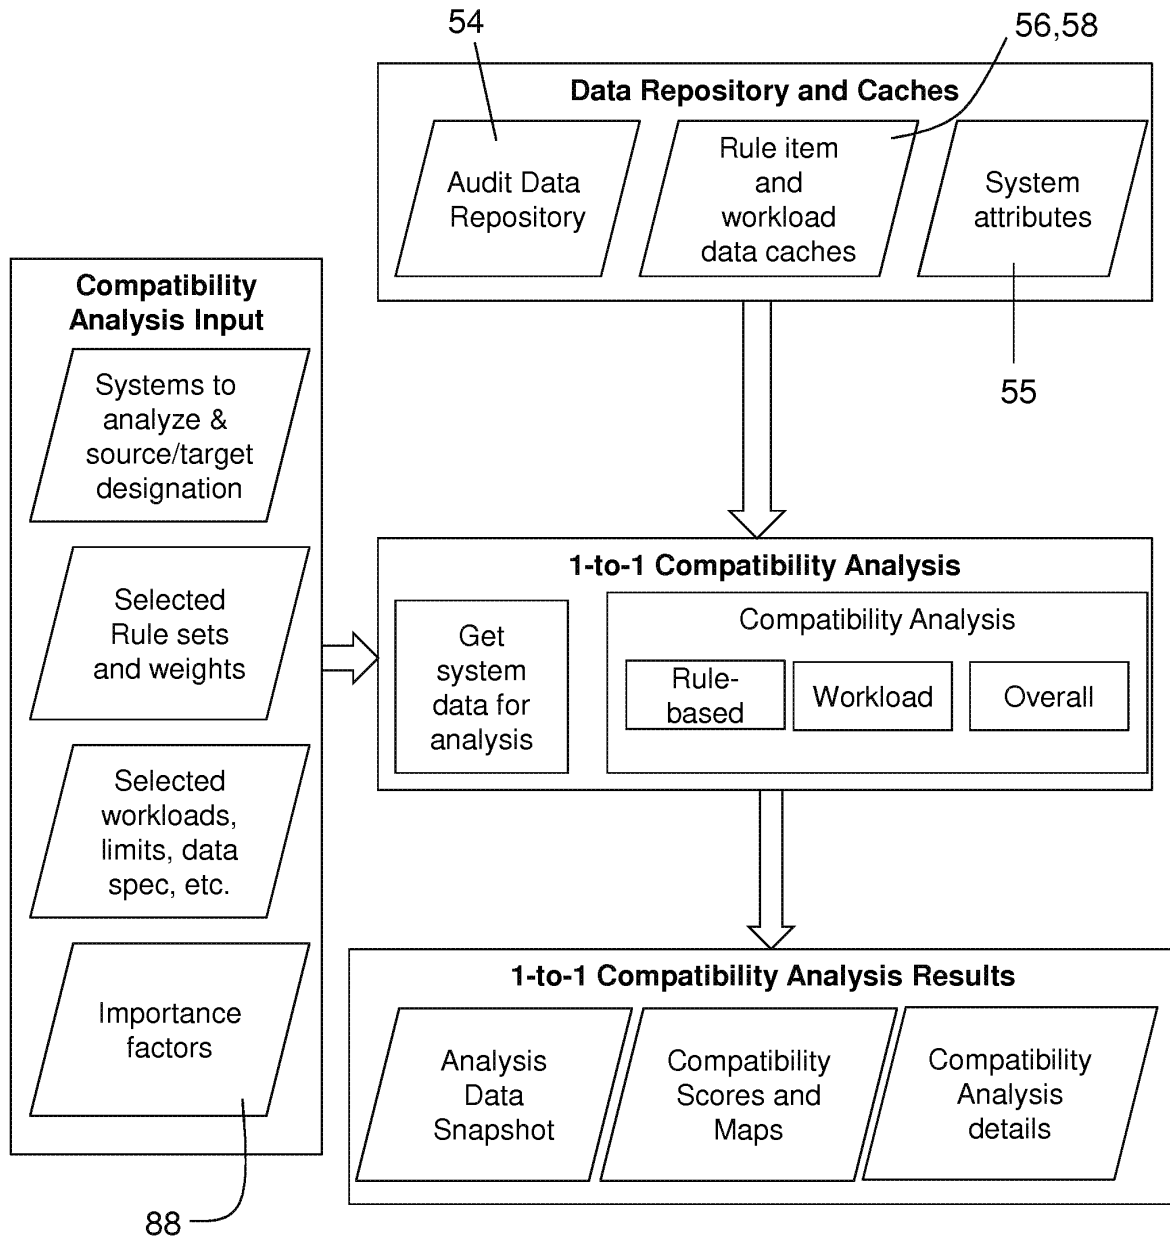 54
56,58
Data Repository and Caches
Audit Data
Repository
Rule item
and
workload
data caches
System
attributes
55
Compatibility
Analysis Input
Systems to
analyze &
source/target
designation
Selected
Rule sets
and weights
Selected
workloads,
limits, data
spec, etc.
Importance
factors
88
1-to-1 Compatibility Analysis
Get
system
data for
analysis
Compatibility Analysis
Rule-
based
Workload
Overall
1-to-1 Compatibility Analysis Results
Analysis
Data
Snapshot
Compatibility
Scores and
Maps
Compatibility
Analysis
details